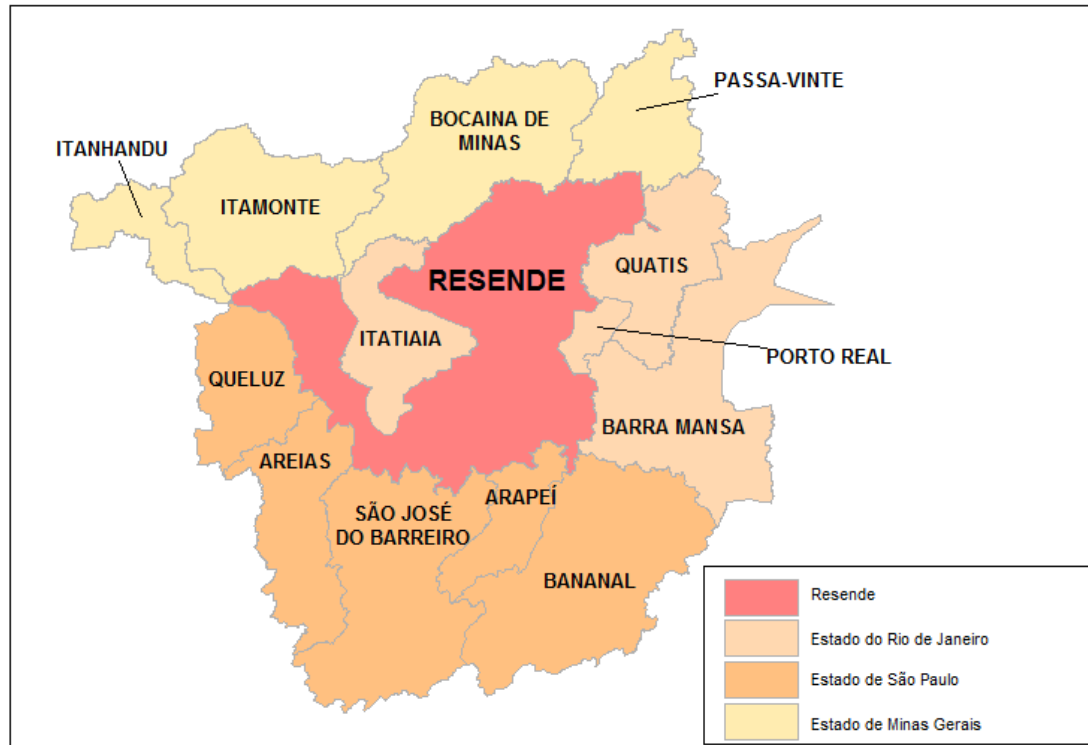 PASSA-VINTE
BOCAINA DE
MINAS
ITANHANDU
ITAMONTE
QUATIS
RESENDE
ITATIAIA
PORTO REAL
QUELUZ
BARRA MANSA
AREIAS
ARAPEÍ
SÃO JOSÉ
DO BARREIRO
BANANAL
Resende
Estado do Rio de Janeiro
Estado de São Paulo
Estado de Minas Gerais